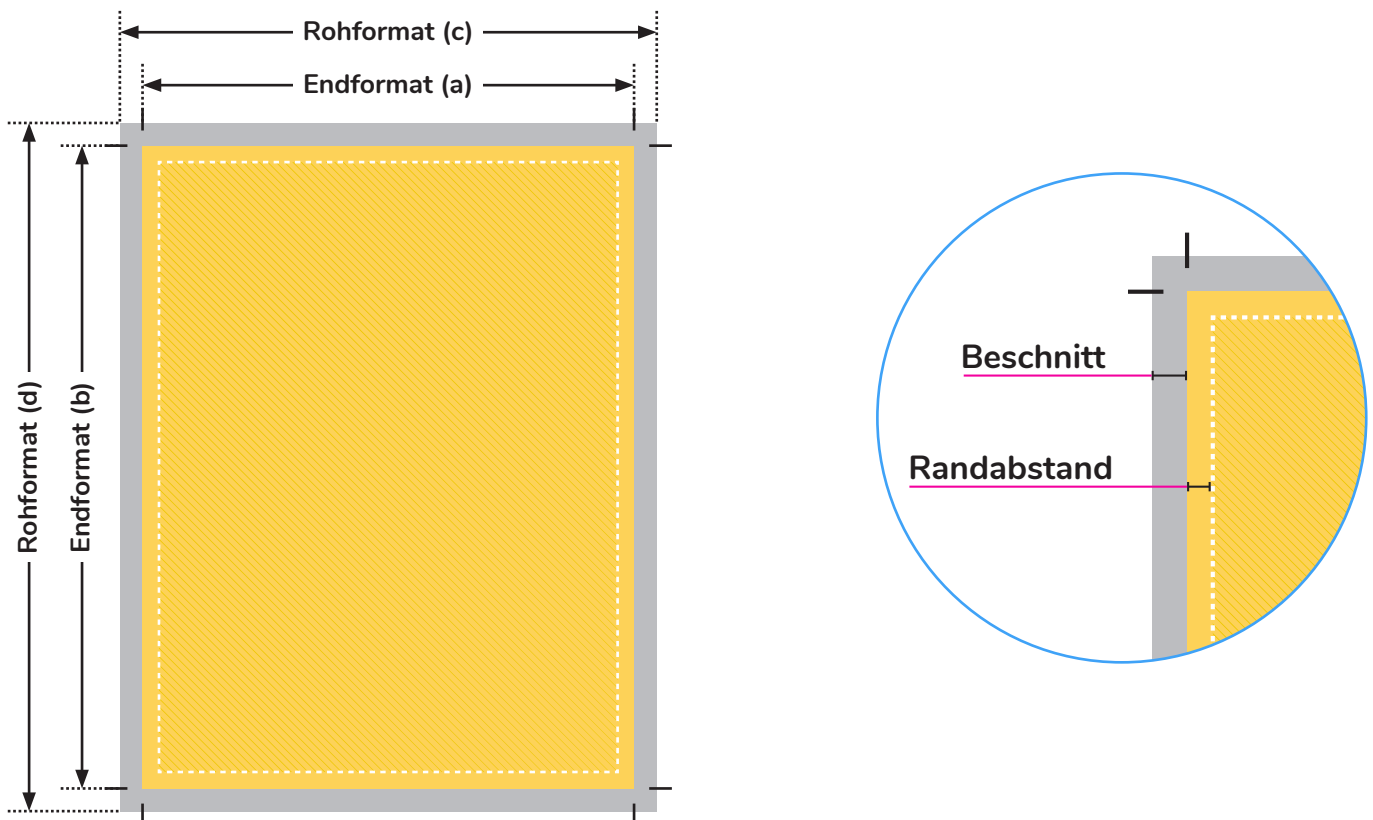 Rohformat (c)
Endformat (a)
Rohformat (d)
Endformat (b)
Beschnitt
Randabstand